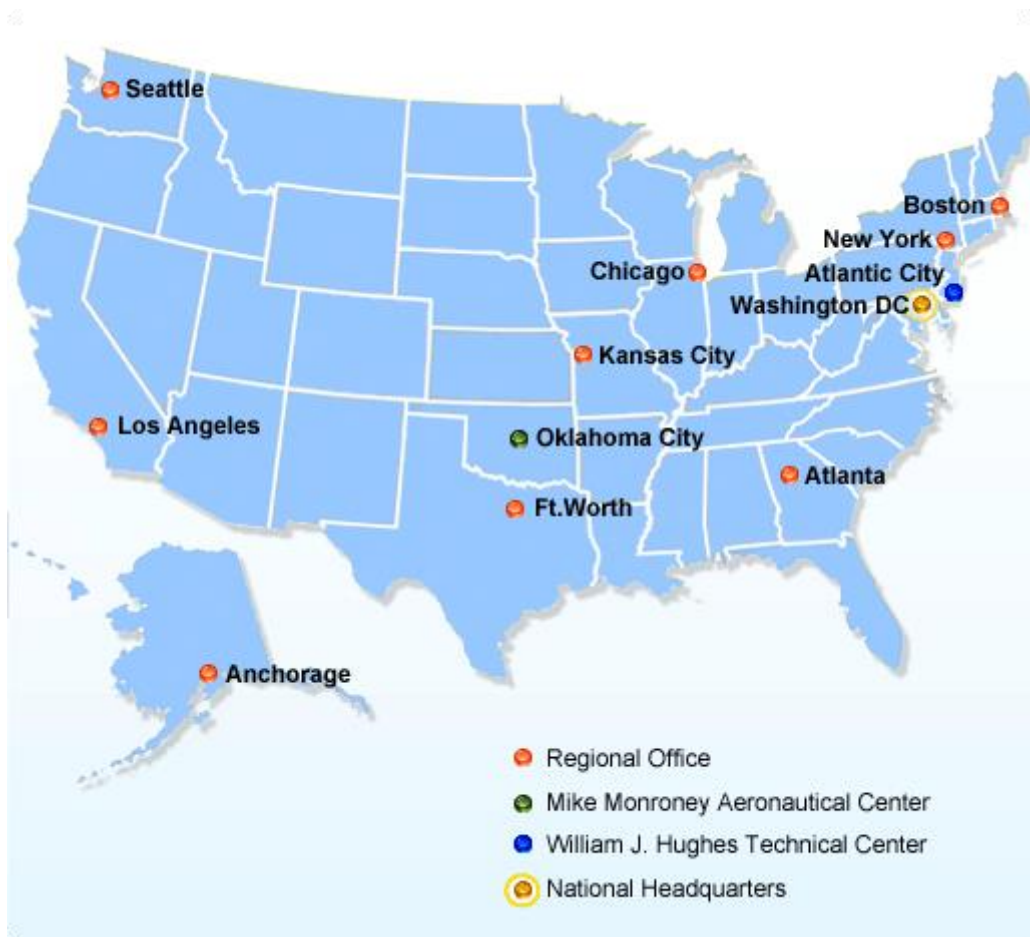 Seattle
Boston
New York
Chicago
Atlantic City
Washington DC
Kansas City
Los Angeles
Oklahoma City
Atlanta
Ft.Worth
Anchorage
Regional Office
Mike Monroney Aeronautical Center
William J. Hughes Technical Center
National Headquarters